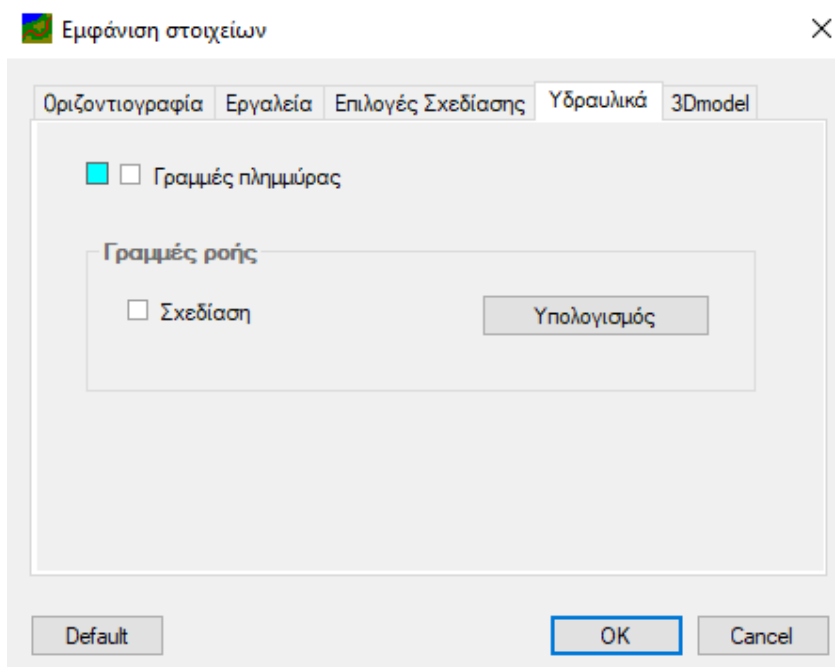 Εμφάνιση στοιχείων
Οριζοντιογραφία Εργαλεία Επιλογές Σχεδίασης Υδραυλικά 3Dmodel
Γραμμές πλημμύρας
Γραμμές ροής
Σχεδίαση Υπολογισμός
Default OK Cancel